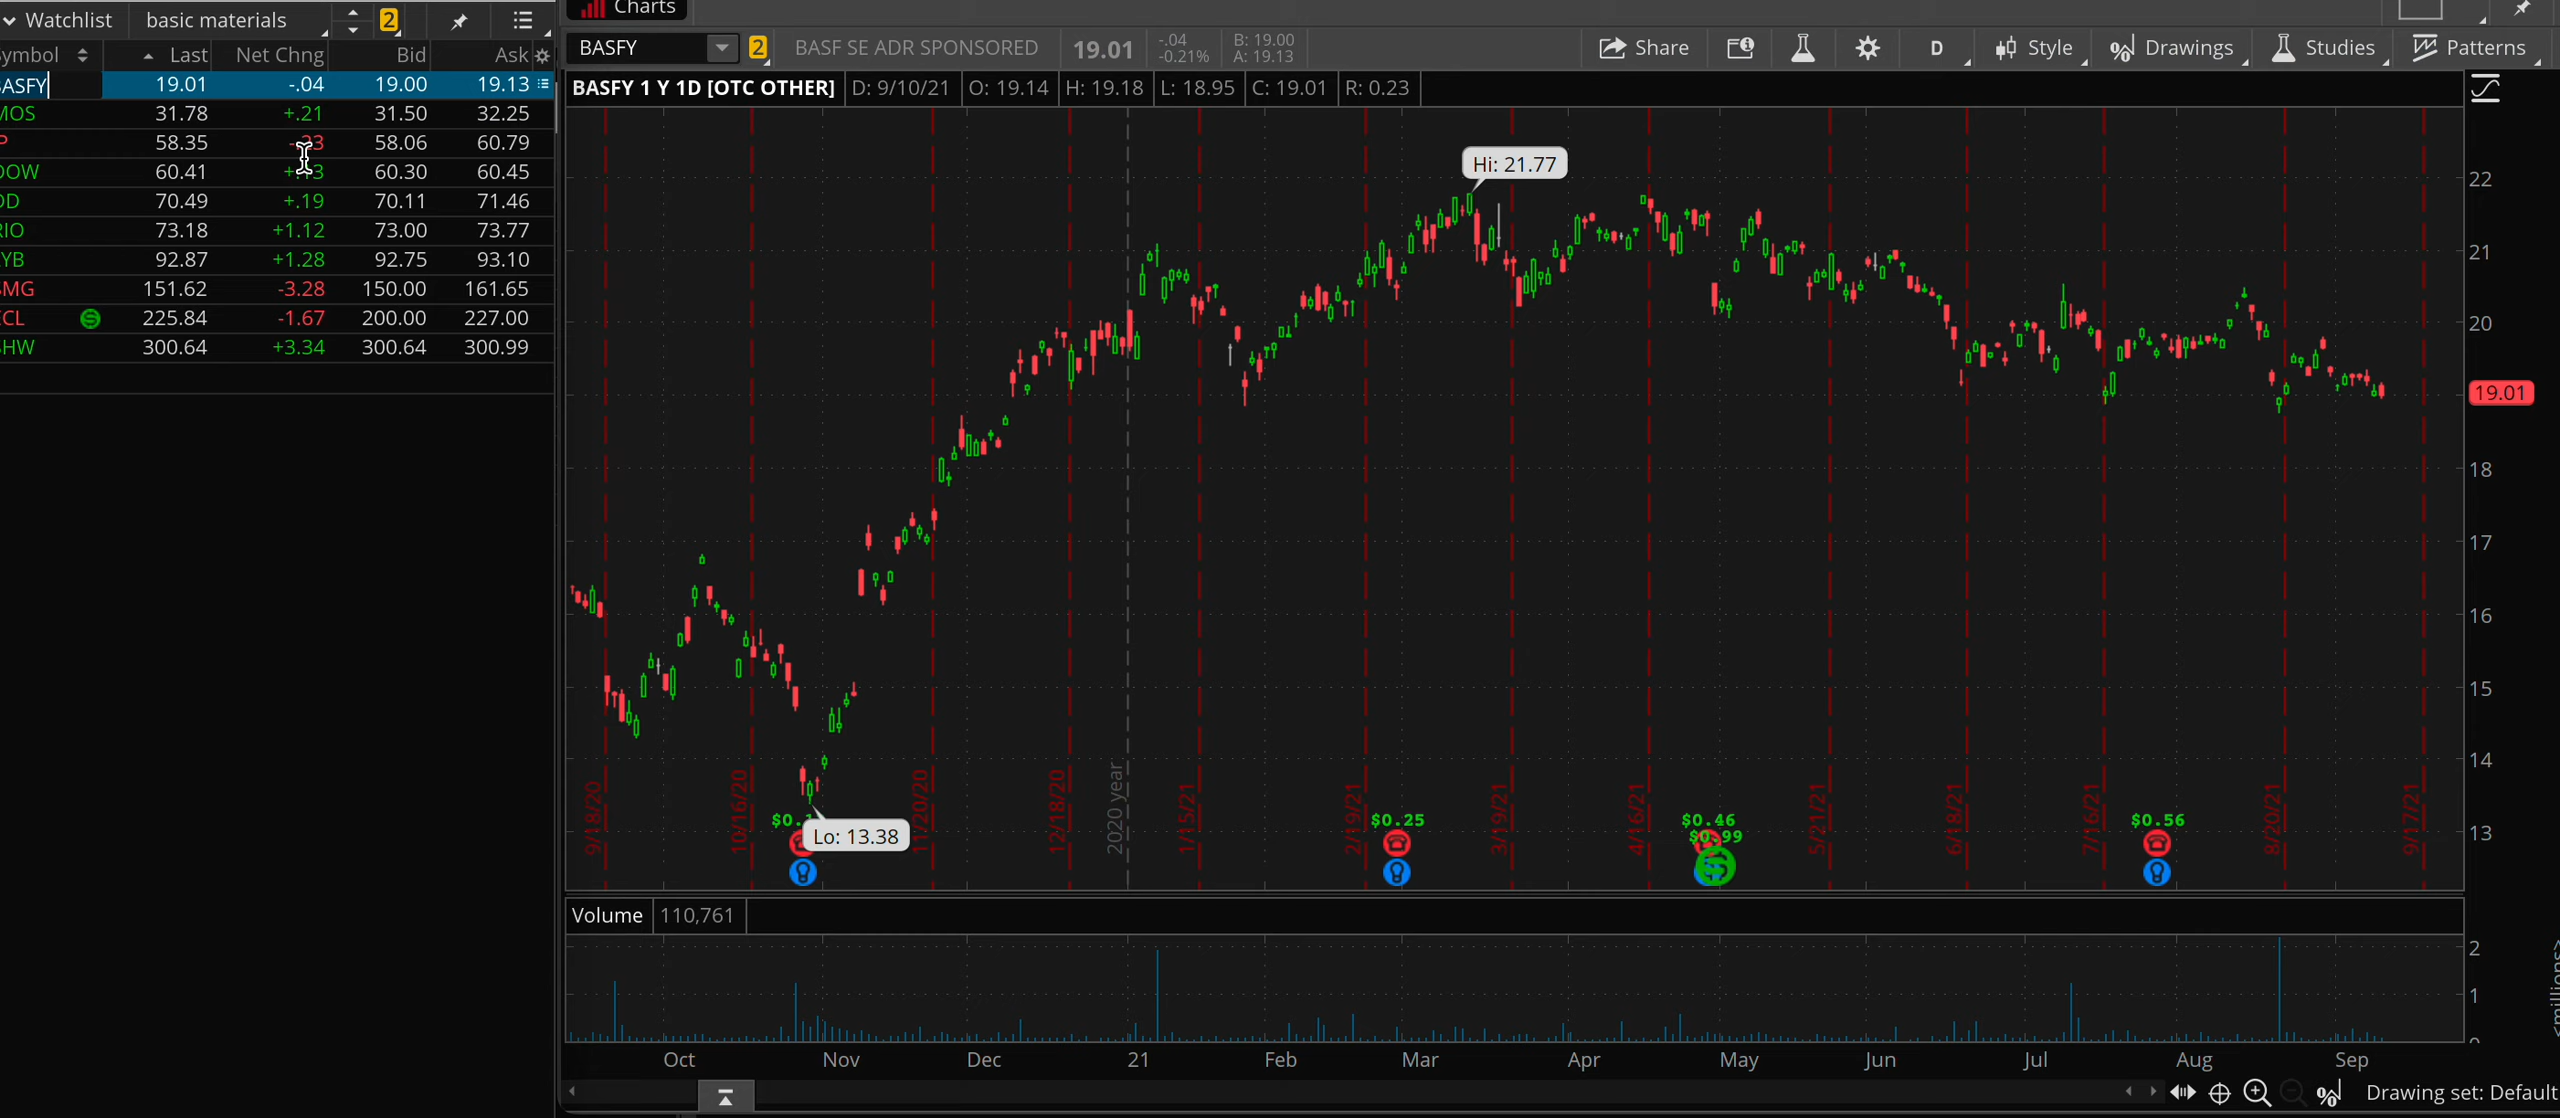 Watchlist basic materials 2
Charts
ymbol Last Net Chng Bid Ask
BASFY 19.01 -.04 19.00 19.13
MOS 31.78 +.21 31.50 32.25
P 58.35 58.06 60.79
DOW 60.41 60.30 60.45
DD 70.49 +.19 70.11 71.46
RIO 73.18 +1.12 73.00 73.77
YB 92.87 +1.28 92.75 93.10
SMG 151.62 -3.28 150.00 161.65
CL 225.84 -1.67 200.00 227.00
SHW 300.64 +3.34 300.64 300.99
BASFY 2 BASF SE ADR SPONSORED 19.01 -.04 -0.21% B: 19.00 A: 19.13 Share D Style Drawings Studies Patterns
BASFY 1 Y 1D [OTC OTHER] D: 9/10/21 O: 19.14 H: 19.18 L: 18.95 C: 19.01 R: 0.23
Hi: 21.77
22
21
20
19.01
18
17
16
15
14
13
9/18/20 10/16/20 11/20/20 12/18/20 2020 year 1/15/21 2/19/21 3/19/21 4/16/21 5/21/21 6/18/21 7/16/21 8/20/21 9/17/21
$0.25 $0.46 $0.56
$0.99
Lo: 13.38
Volume 110,761
2
1
0
<millions>
Oct Nov Dec 21 Feb Mar Apr May Jun Jul Aug Sep
Drawing set: Default